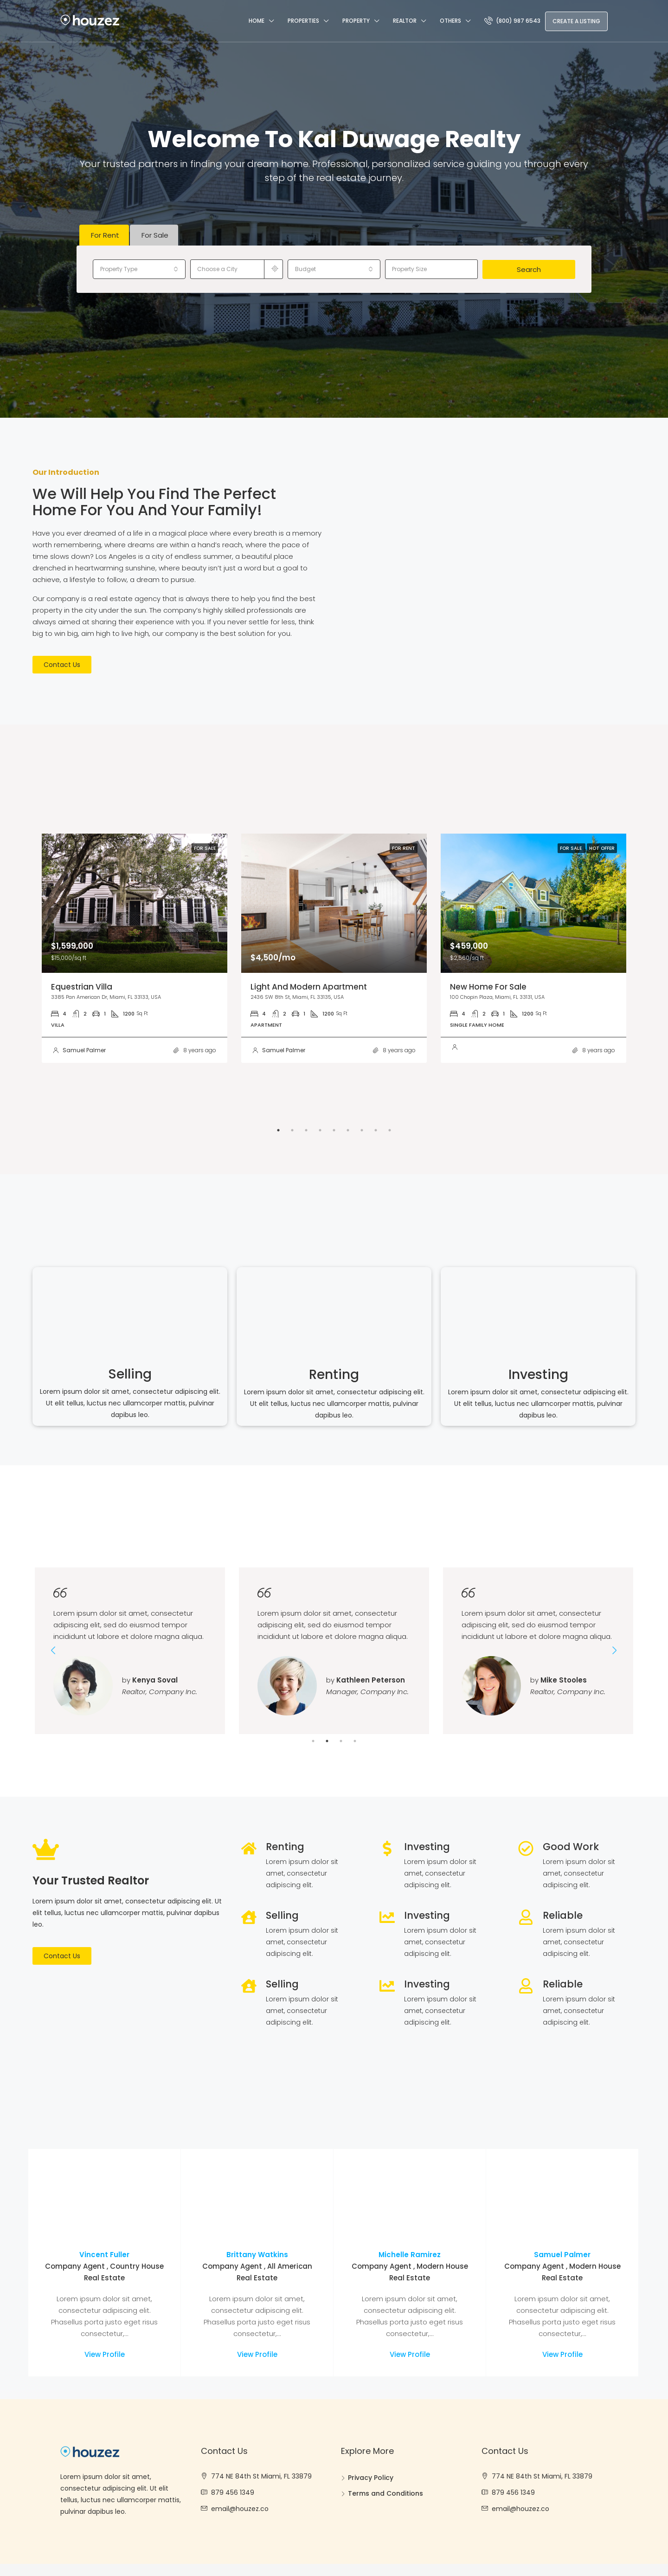 houzez
HOME
PROPERTIES
PROPERTY
REALTOR
OTHERS
(800) 987 6543
CREATE A LISTING
Welcome To Kal Duwage Realty
Your trusted partners in finding your dream home. Professional, personalized service guiding you through every
step of the real estate journey.
For Rent
For Sale
Property Type
Choose a City
Budget
Property Size
Search
Our Introduction
We Will Help You Find The Perfect
Home For You And Your Family!
Have you ever dreamed of a life in a magical place where every breath is a memory
worth remembering, where dreams are within a hand's reach, where the pace of
time slows down? Los Angeles is a city of endless summer, a beautiful place
drenched in heartwarming sunshine, where beauty isn't just a word but a goal to
achieve, a lifestyle to follow, a dream to pursue.
Our company is a real estate agency that is always there to help you find the best
property in the city under the sun. The company's highly skilled professionals are
always aimed at sharing their experience with you. If you never settle for less, think
big to win big, aim high to live high, our company is the best solution for you.
Contact Us
FOR SALE
$1,599,000
$15,000/sq ft
Equestrian Villa
3385 Pan American Dr, Miami, FL 33133, USA
4 2 1 1200 Sq Ft
VILLA
Samuel Palmer
8 years ago
FOR RENT
$4,500/mo
Light And Modern Apartment
2436 SW 8th St, Miami, FL 33135, USA
4 2 1 1200 Sq Ft
APARTMENT
Samuel Palmer
8 years ago
FOR SALE
HOT OFFER
$459,000
$2,560/sq ft
New Home For Sale
100 Chopin Plaza, Miami, FL 33131, USA
4 2 1 1200 Sq Ft
SINGLE FAMILY HOME
8 years ago
Selling
Lorem ipsum dolor sit amet, consectetur adipiscing elit.
Ut elit tellus, luctus nec ullamcorper mattis, pulvinar
dapibus leo.
Renting
Lorem ipsum dolor sit amet, consectetur adipiscing elit.
Ut elit tellus, luctus nec ullamcorper mattis, pulvinar
dapibus leo.
Investing
Lorem ipsum dolor sit amet, consectetur adipiscing elit.
Ut elit tellus, luctus nec ullamcorper mattis, pulvinar
dapibus leo.
Lorem ipsum dolor sit amet, consectetur
adipiscing elit, sed do eiusmod tempor
incididunt ut labore et dolore magna aliqua.
by Kenya Soval
Realtor, Company Inc.
Lorem ipsum dolor sit amet, consectetur
adipiscing elit, sed do eiusmod tempor
incididunt ut labore et dolore magna aliqua.
by Kathleen Peterson
Manager, Company Inc.
Lorem ipsum dolor sit amet, consectetur
adipiscing elit, sed do eiusmod tempor
incididunt ut labore et dolore magna aliqua.
by Mike Stooles
Realtor, Company Inc.
Your Trusted Realtor
Lorem ipsum dolor sit amet, consectetur adipiscing elit. Ut
elit tellus, luctus nec ullamcorper mattis, pulvinar dapibus
leo.
Contact Us
Renting
Lorem ipsum dolor sit
amet, consectetur
adipiscing elit.
Investing
Lorem ipsum dolor sit
amet, consectetur
adipiscing elit.
Good Work
Lorem ipsum dolor sit
amet, consectetur
adipiscing elit.
Selling
Lorem ipsum dolor sit
amet, consectetur
adipiscing elit.
Investing
Lorem ipsum dolor sit
amet, consectetur
adipiscing elit.
Reliable
Lorem ipsum dolor sit
amet, consectetur
adipiscing elit.
Selling
Lorem ipsum dolor sit
amet, consectetur
adipiscing elit.
Investing
Lorem ipsum dolor sit
amet, consectetur
adipiscing elit.
Reliable
Lorem ipsum dolor sit
amet, consectetur
adipiscing elit.
Vincent Fuller
Company Agent , Country House
Real Estate
Lorem ipsum dolor sit amet,
consectetur adipiscing elit.
Phasellus porta justo eget risus
consectetur,...
View Profile
Brittany Watkins
Company Agent , All American
Real Estate
Lorem ipsum dolor sit amet,
consectetur adipiscing elit.
Phasellus porta justo eget risus
consectetur,...
View Profile
Michelle Ramirez
Company Agent , Modern House
Real Estate
Lorem ipsum dolor sit amet,
consectetur adipiscing elit.
Phasellus porta justo eget risus
consectetur,...
View Profile
Samuel Palmer
Company Agent , Modern House
Real Estate
Lorem ipsum dolor sit amet,
consectetur adipiscing elit.
Phasellus porta justo eget risus
consectetur,...
View Profile
houzez
Lorem ipsum dolor sit amet,
consectetur adipiscing elit. Ut elit
tellus, luctus nec ullamcorper mattis,
pulvinar dapibus leo.
Contact Us
774 NE 84th St Miami, FL 33879
879 456 1349
email@houzez.co
Explore More
Privacy Policy
Terms and Conditions
Contact Us
774 NE 84th St Miami, FL 33879
879 456 1349
email@houzez.co